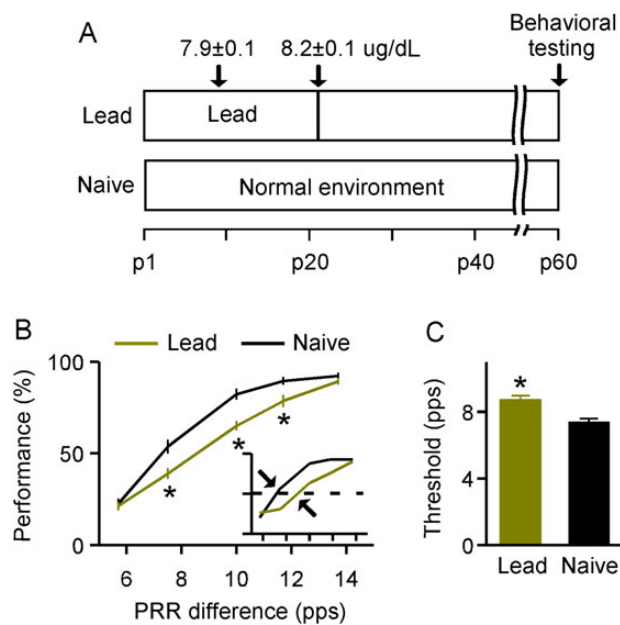 A
7.9±0.1
8.2±0.1 ug/dL
Behavioral
testing
Lead
Lead
Naive
Normal environment
p1
p20
p40
p60
B
Lead
Naive
Performance (%)
100
50
0
*
*
*
6
8
10
12
14
PRR difference (pps)
C
Threshold (pps)
8
4
0
*
Lead
Naive